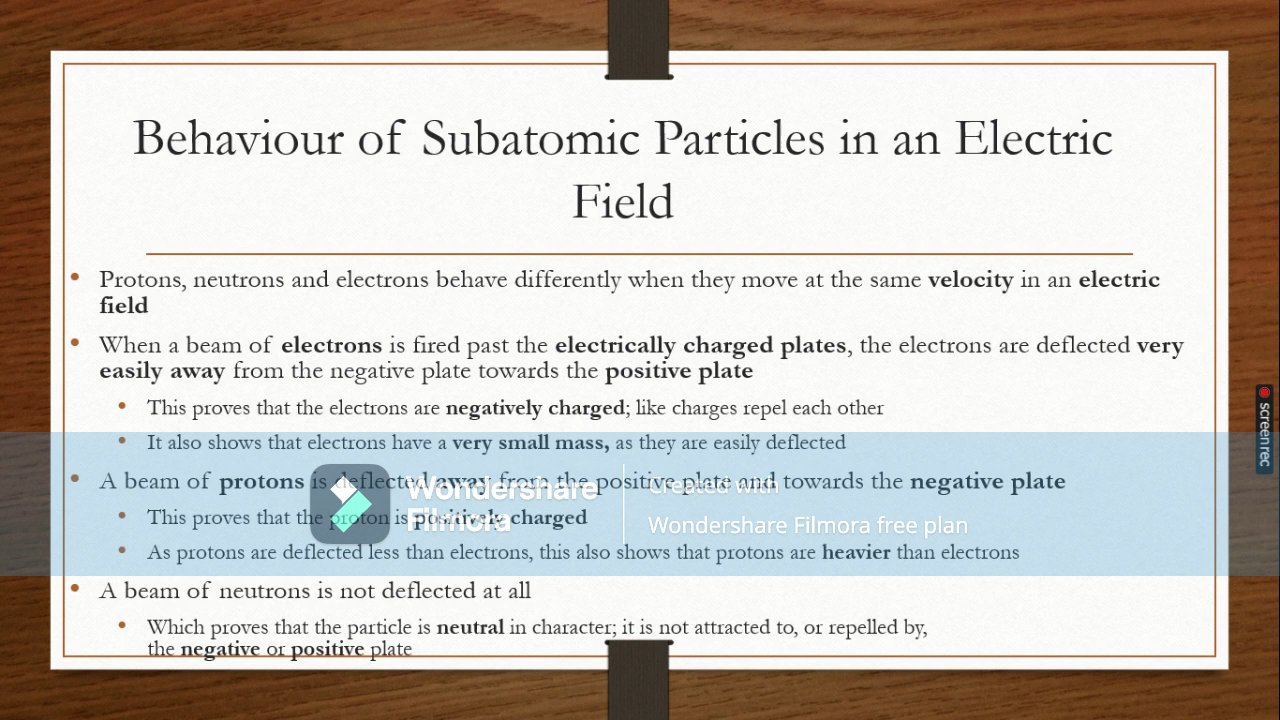 Behaviour of Subatomic Particles in an Electric
Field
• Protons, neutrons and electrons behave differently when they move at the same velocity in an electric
field
• When a beam of electrons is fired past the electrically charged plates, the electrons are deflected very
easily away from the negative plate towards the positive plate
• This proves that the electrons are negatively charged; like charges repel each other
• It also shows that electrons have a very small mass, as they are easily deflected
• A beam of protons is deflected away from the positive plate and towards the negative plate
• This proves that the proton is positively charged
• As protons are deflected less than electrons, this also shows that protons are heavier than electrons
• A beam of neutrons is not deflected at all
• Which proves that the particle is neutral in character; it is not attracted to, or repelled by,
the negative or positive plate
Wondershare
Filmora
Created with
Wondershare Filmora free plan
screenrec